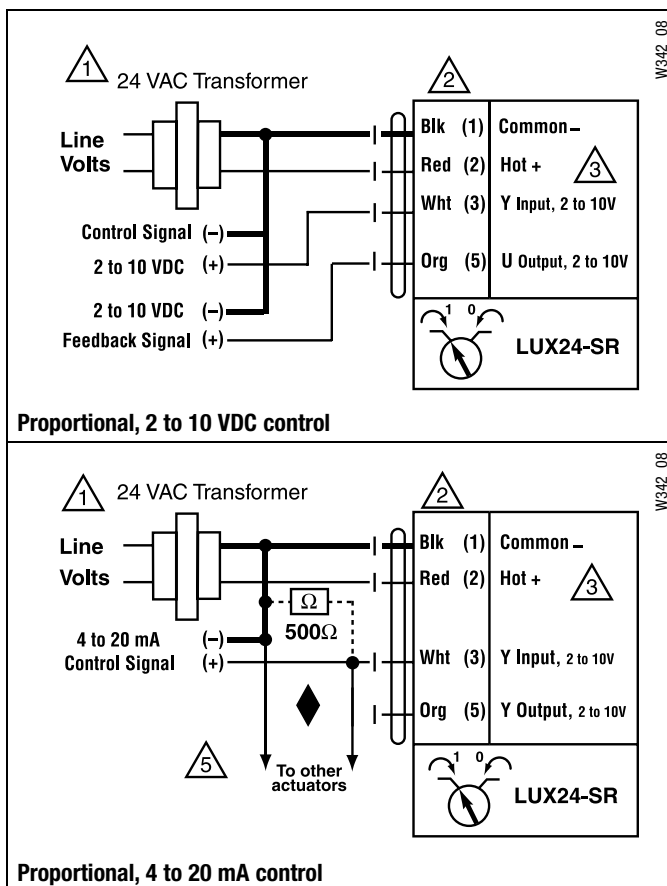 W342_08
1
24 VAC Transformer
2
Line
Volts
Blk (1) Common –
Red (2) Hot +
3
Wht (3) Y Input, 2 to 10V
Control Signal (–)
2 to 10 VDC (+)
Org (5) U Output, 2 to 10V
2 to 10 VDC (–)
Feedback Signal (+)
1 0
LUX24-SR
Proportional, 2 to 10 VDC control
W342_08
1
24 VAC Transformer
2
Line
Volts
Blk (1) Common –
Red (2) Hot +
3
Ω
500Ω
4 to 20 mA (–)
Control Signal (+)
Wht (3) Y Input, 2 to 10V
Org (5) Y Output, 2 to 10V
5
To other
actuators
1 0
LUX24-SR
Proportional, 4 to 20 mA control